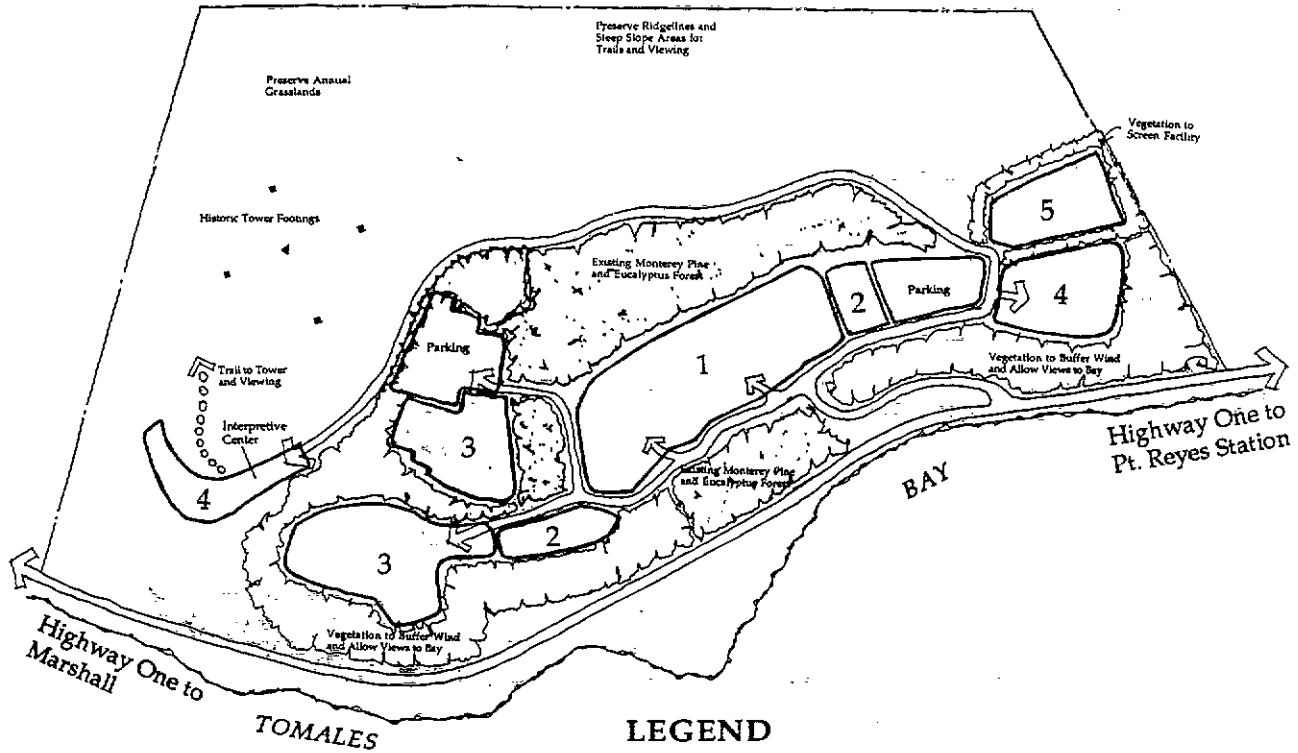 Preserve Ridgelines and
Steep Slope Areas for
Trails and Viewing
Preserve Annual
Grasslands
Vegetation to
Screen Facility
5
Historic Tower Footings
Existing Monterey Pine
and Eucalyptus Forest
2
Parking
4
Parking
1
Vegetation to Buffer Wind
and Allow Views to Bay
Trail to Tower
and Viewing
Interpretive
Center
3
4
Existing Monterey Pine
and Eucalyptus Forest
Highway One to
Pt. Reyes Station
BAY
3
2
Vegetation to Buffer Wind
and Allow Views to Bay
Highway One to
Marshall
TOMALES
LEGEND